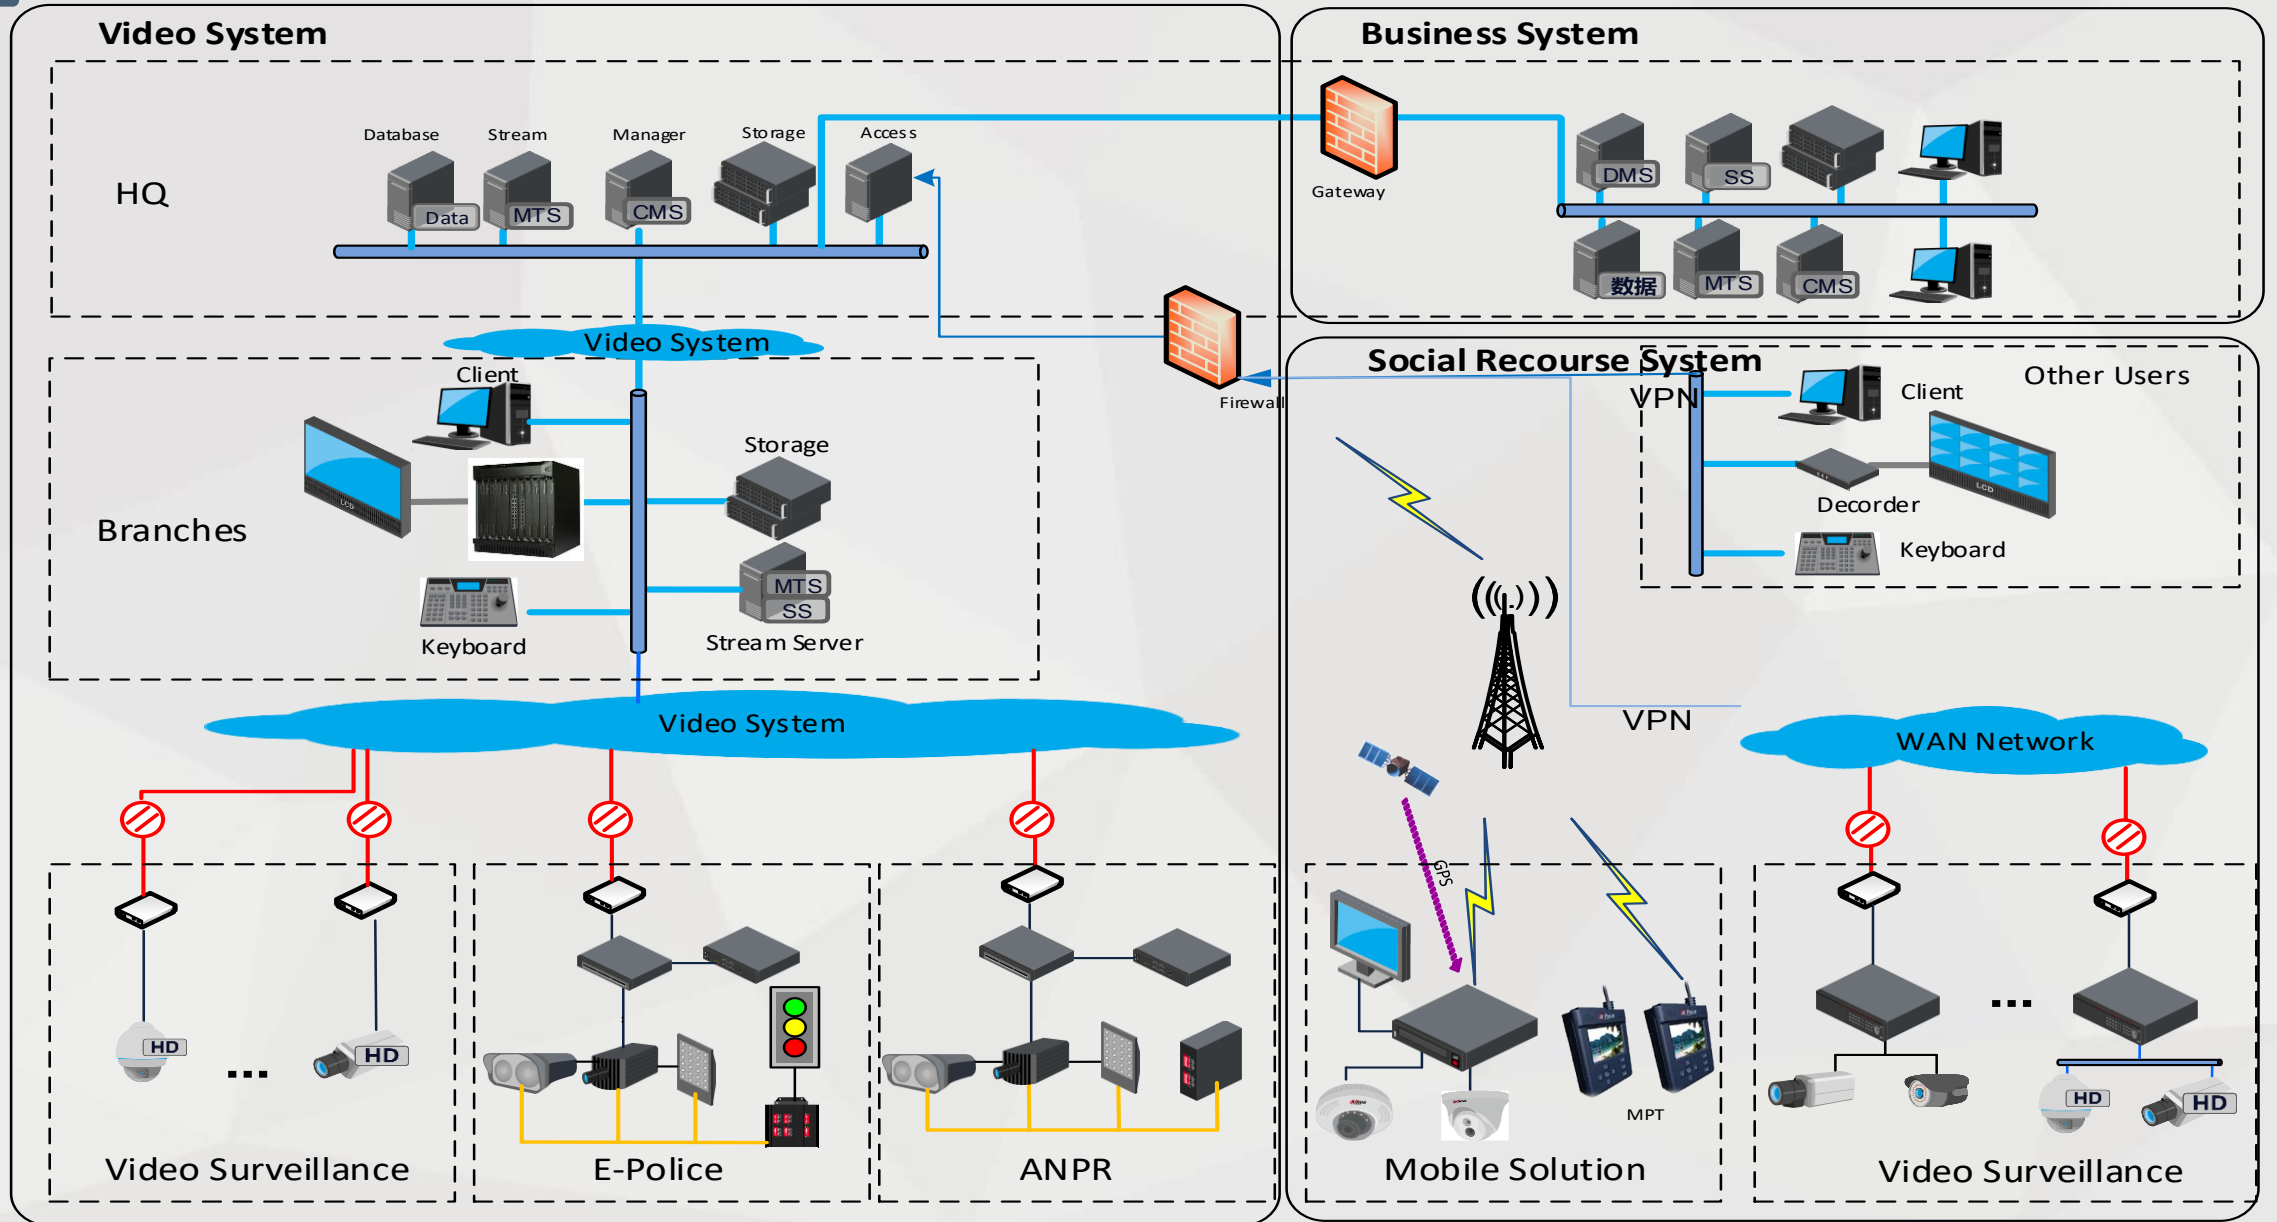 Video System
Business System
HQ
Database
Stream
Manager
Storage
Access
Data
MTS
CMS
Gateway
DMS
SS
数据
MTS
CMS
Video System
Firewall
Social Recourse System
VPN
Other Users
Client
LCD
Decorder
Keyboard
Branches
Client
LCD
Storage
MTS
SS
Keyboard
Stream Server
Video System
VPN
WAN Network
GPS
HD
...
HD
Video Surveillance
E-Police
ANPR
MPT
Mobile Solution
...
HD
HD
Video Surveillance